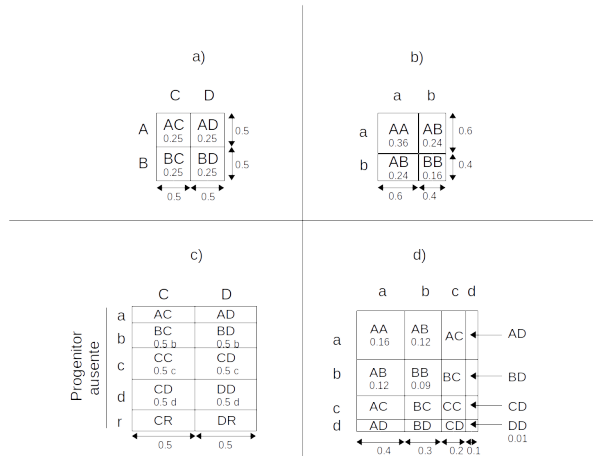 a)
C D
A AC AD
0.25 0.25 0.5
B BC BD
0.25 0.25 0.5
0.5 0.5
b)
a b
a AA AB
0.36 0.24 0.6
b AB BB
0.24 0.16 0.4
0.6 0.4
c)
C D
Progenitor
ausente
a AC AD
b BC BD
0.5 b 0.5 b
c CC CD
0.5 c 0.5 c
d CD DD
0.5 d 0.5 d
r CR DR
0.5 0.5
d)
a b c d
a AA AB AC AD
0.16 0.12
b AB BB BC BD
0.12 0.09
c AC BC CC CD
d AD BD CD DD
0.01
0.4 0.3 0.2 0.1